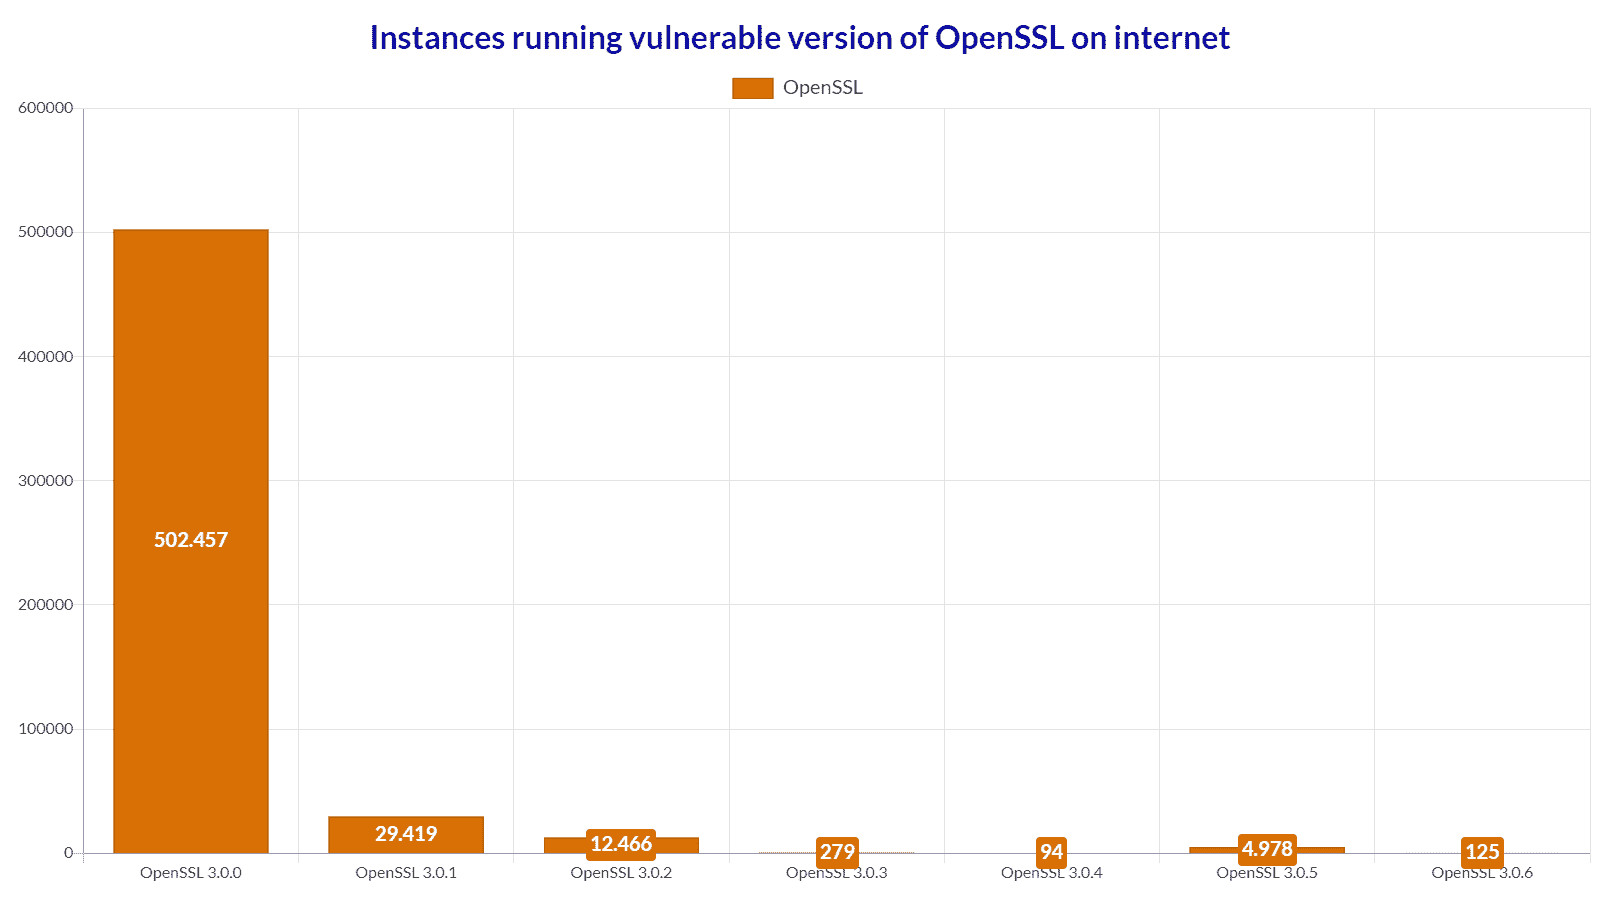 Instances running vulnerable version of OpenSSL on internet
OpenSSL
600000
500000
400000
300000
200000
100000
0
502.457
29.419
12.466
279
94
4.978
125
OpenSSL 3.0.0
OpenSSL 3.0.1
OpenSSL 3.0.2
OpenSSL 3.0.3
OpenSSL 3.0.4
OpenSSL 3.0.5
OpenSSL 3.0.6